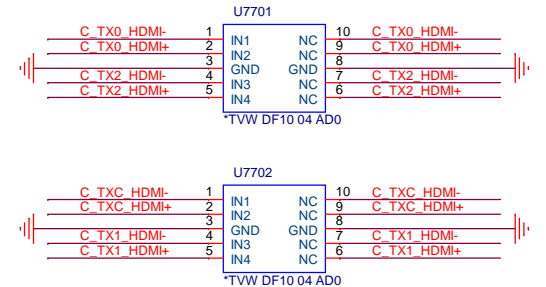 U7701
C_TX0_HDMI- 1 IN1 NC 10 C_TX0_HDMI-
C_TX0_HDMI+ 2 IN2 NC 9 C_TX0_HDMI+
3 GND GND 8
C_TX2_HDMI- 4 IN3 NC 7 C_TX2_HDMI-
C_TX2_HDMI+ 5 IN4 NC 6 C_TX2_HDMI+
*TVW DF10 04 AD0
U7702
C_TXC_HDMI- 1 IN1 NC 10 C_TXC_HDMI-
C_TXC_HDMI+ 2 IN2 NC 9 C_TXC_HDMI+
3 GND GND 8
C_TX1_HDMI- 4 IN3 NC 7 C_TX1_HDMI-
C_TX1_HDMI+ 5 IN4 NC 6 C_TX1_HDMI+
*TVW DF10 04 AD0